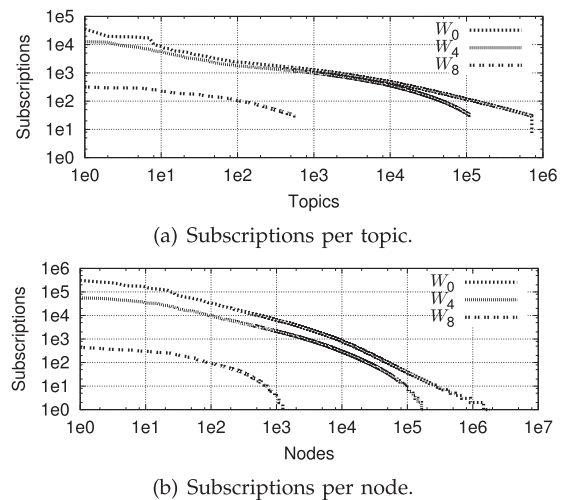 1e5
1e4
1e3
1e2
1e1
1e0
Subscriptions
W0
W4
W8
1e0 1e1 1e2 1e3 1e4 1e5 1e6
Topics
(a) Subscriptions per topic.
1e6
1e5
1e4
1e3
1e2
1e1
1e0
Subscriptions
W0
W4
W8
1e0 1e1 1e2 1e3 1e4 1e5 1e6 1e7
Nodes
(b) Subscriptions per node.